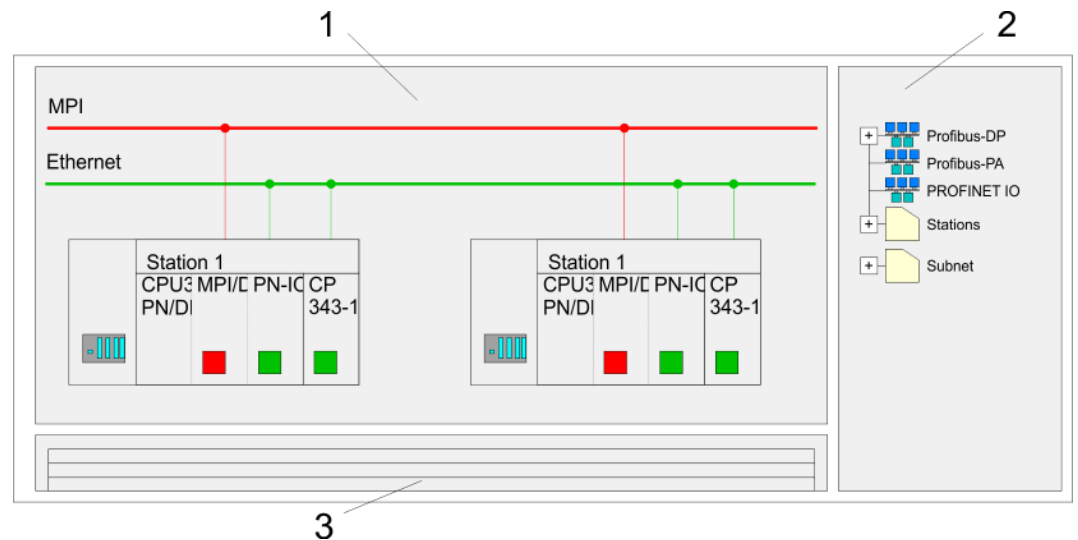 1
2
MPI
Ethernet
Profibus-DP
Profibus-PA
PROFINET IO
Stations
Subnet
Station 1
CPU3 MPI/D PN-IO CP
PN/DI 343-1
Station 1
CPU3 MPI/D PN-IO CP
PN/DI 343-1
3